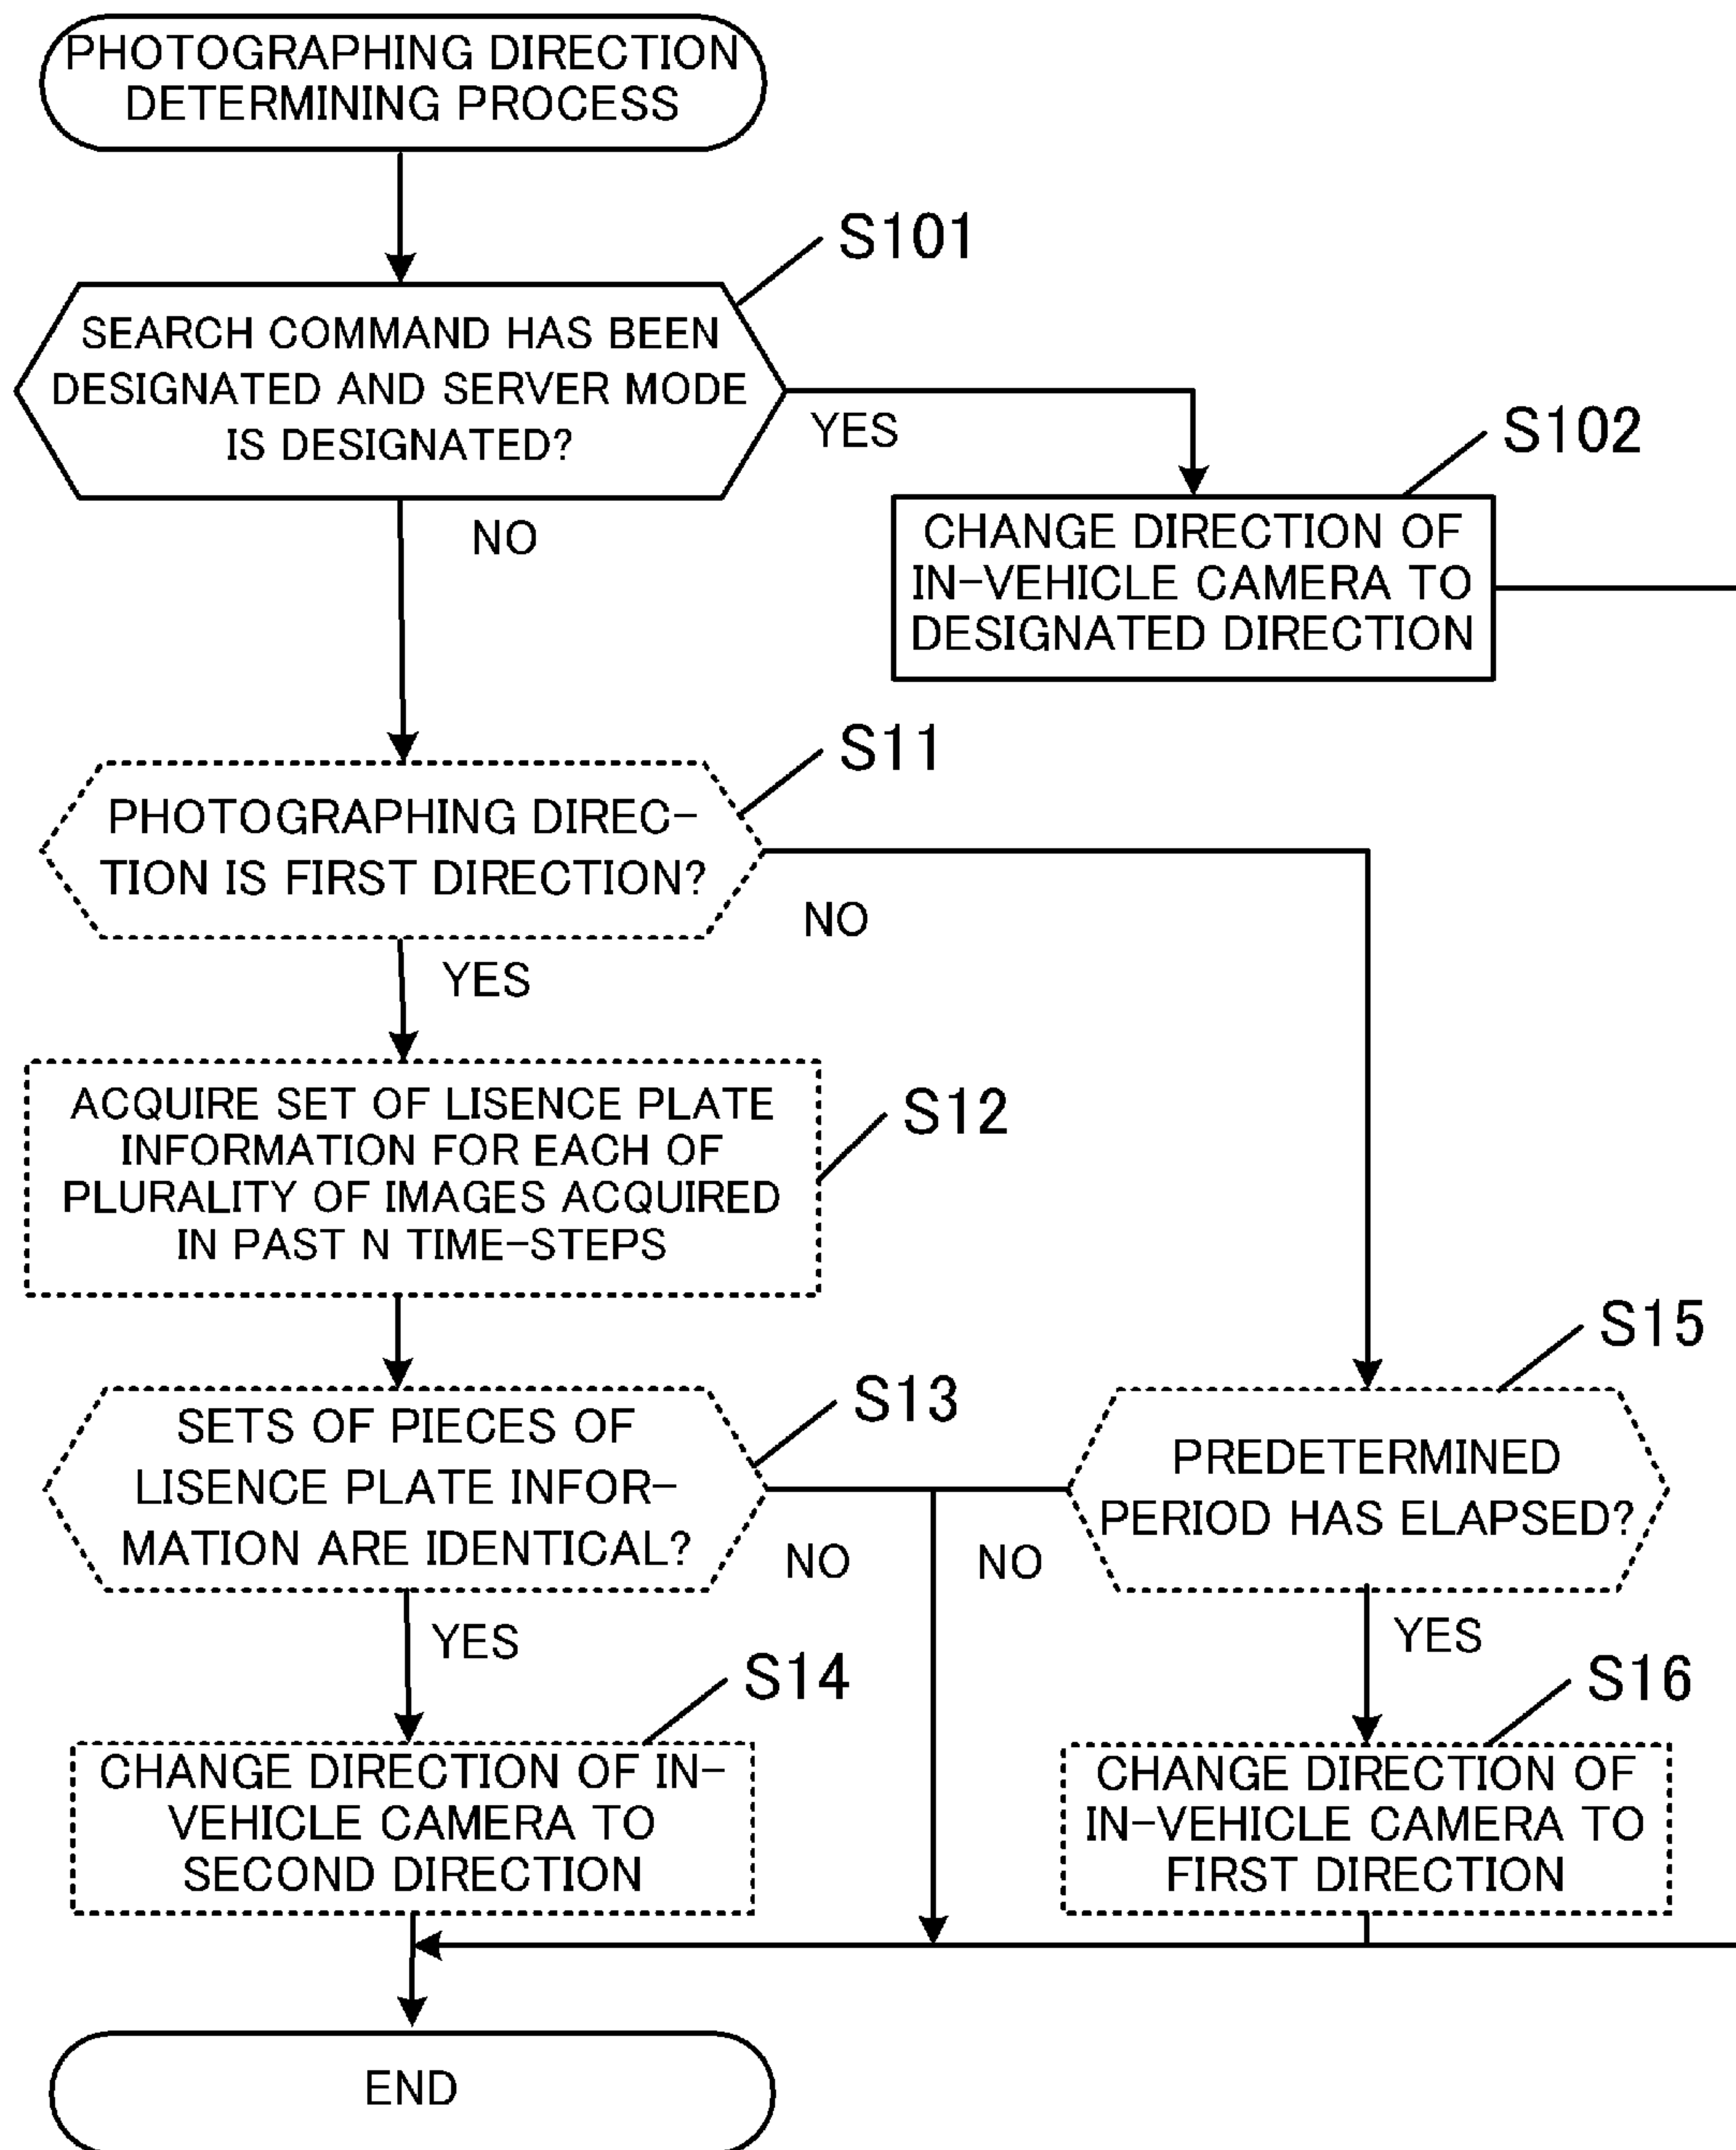 PHOTOGRAPHING DIRECTION
DETERMINING PROCESS
S101
SEARCH COMMAND HAS BEEN
DESIGNATED AND SERVER MODE
IS DESIGNATED?
YES
NO
S102
CHANGE DIRECTION OF
IN-VEHICLE CAMERA TO
DESIGNATED DIRECTION
S11
PHOTOGRAPHING DIREC-
TION IS FIRST DIRECTION?
NO
YES
S12
ACQUIRE SET OF LISENCE PLATE
INFORMATION FOR EACH OF
PLURALITY OF IMAGES ACQUIRED
IN PAST N TIME-STEPS
S13
SETS OF PIECES OF
LISENCE PLATE INFOR-
MATION ARE IDENTICAL?
NO
YES
S15
PREDETERMINED
PERIOD HAS ELAPSED?
NO
YES
S14
CHANGE DIRECTION OF IN-
VEHICLE CAMERA TO
SECOND DIRECTION
S16
CHANGE DIRECTION OF
IN-VEHICLE CAMERA TO
FIRST DIRECTION
END